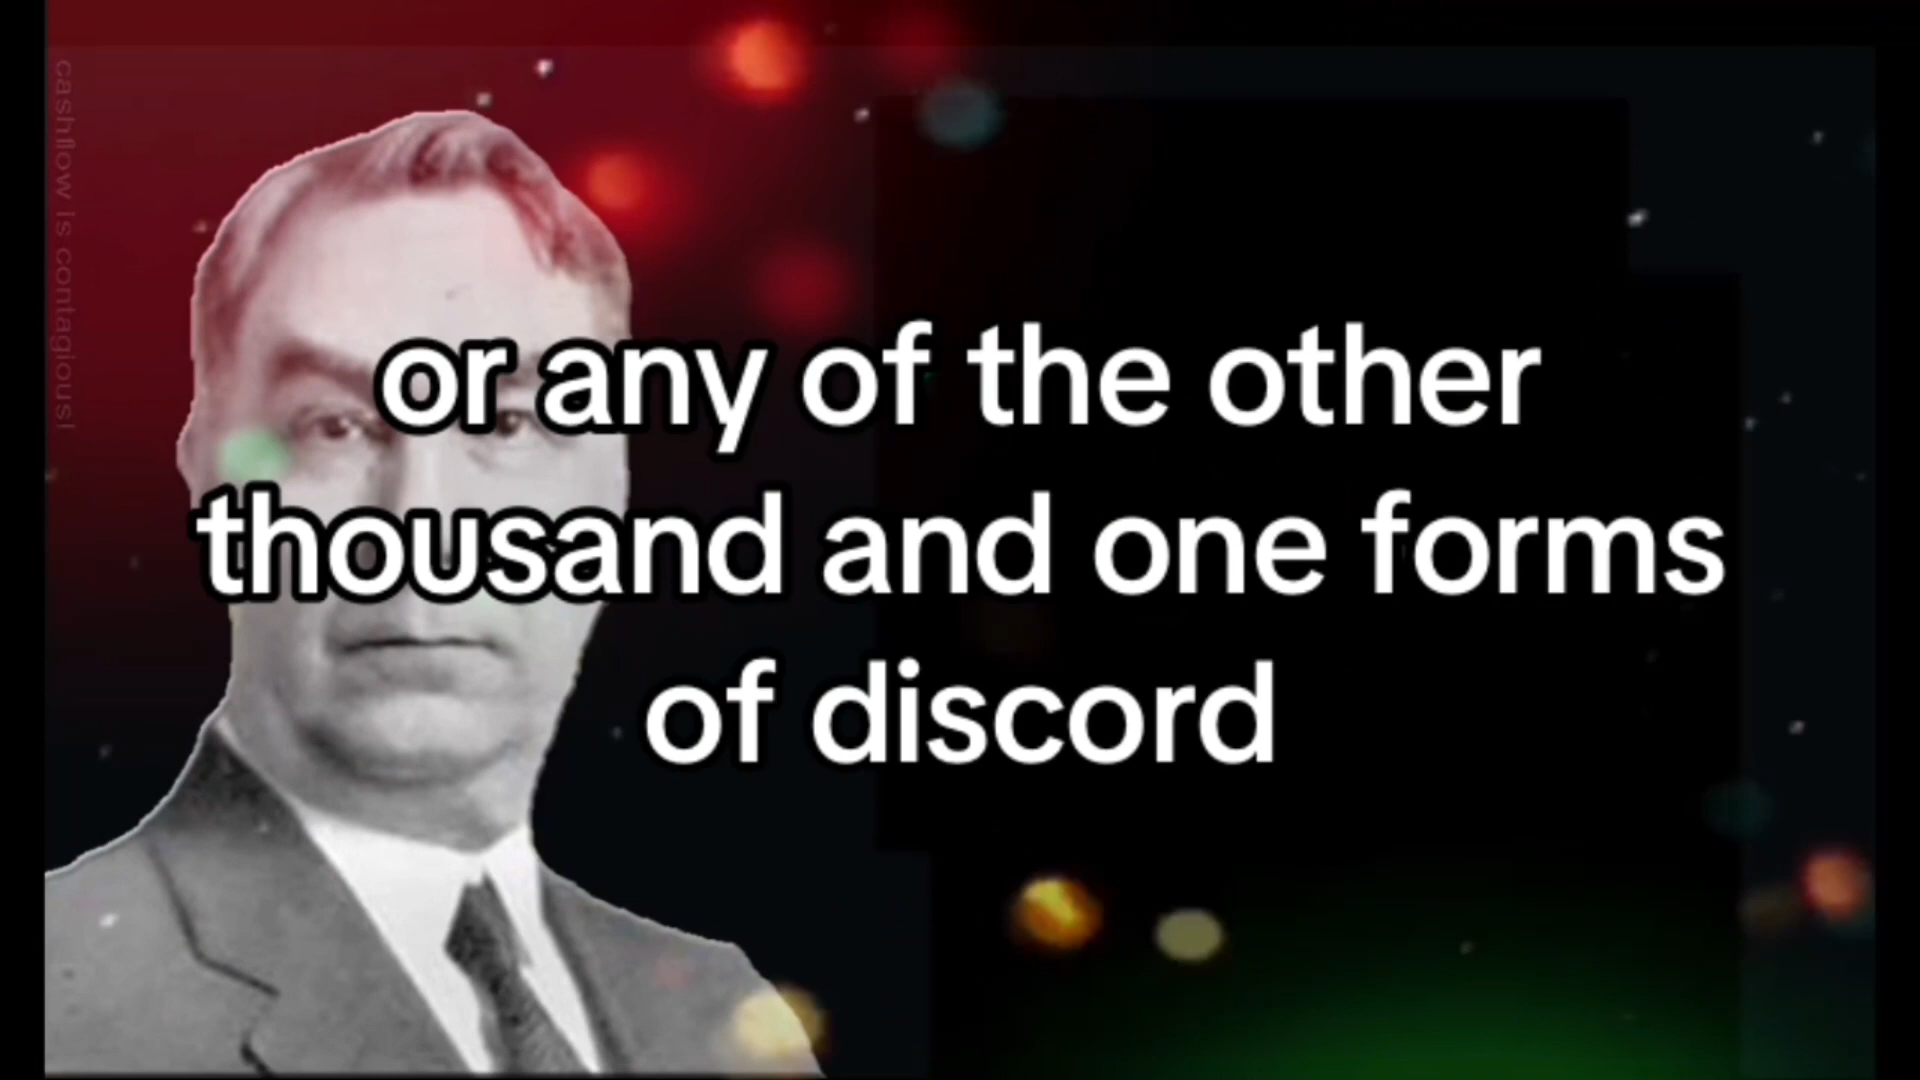 cashflow is contagious!
or any of the other
thousand and one forms
of discord